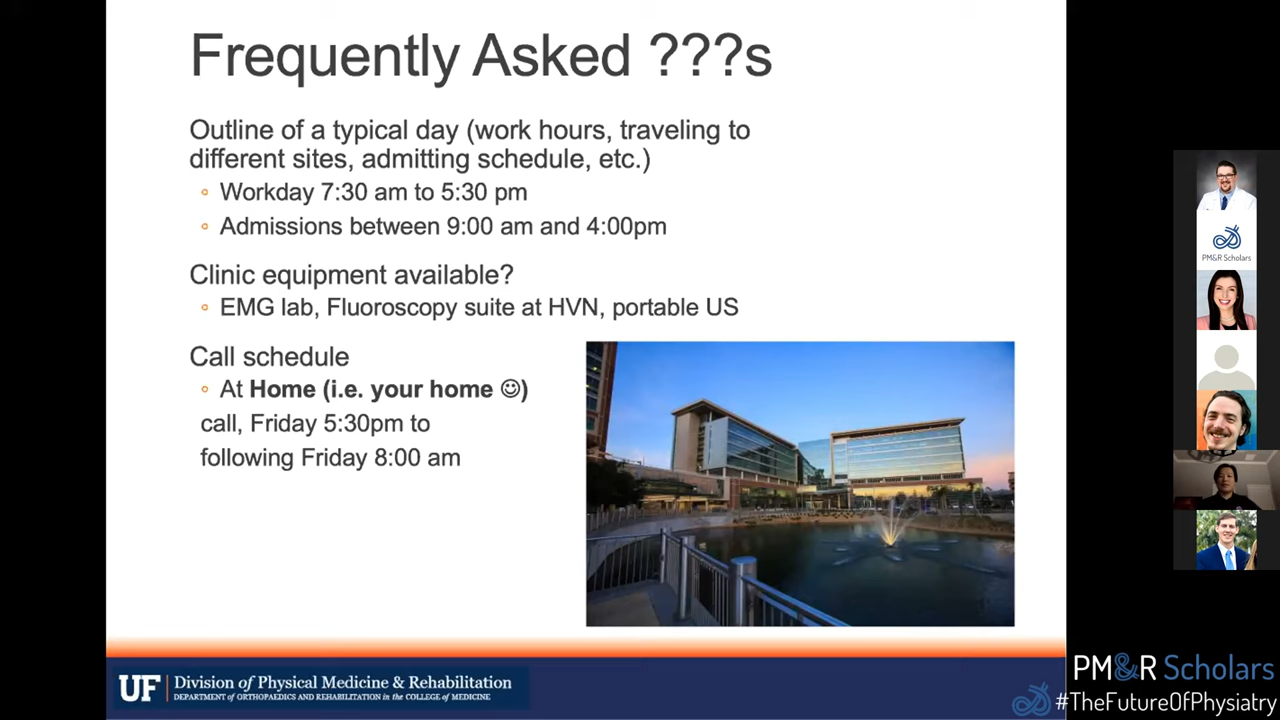 Frequently Asked ???s
Outline of a typical day (work hours, traveling to
different sites, admitting schedule, etc.)
Workday 7:30 am to 5:30 pm
Admissions between 9:00 am and 4:00pm
Clinic equipment available?
EMG lab, Fluoroscopy suite at HVN, portable US
Call schedule
At Home (i.e. your home ☺)
call, Friday 5:30pm to
following Friday 8:00 am
UF
Division of Physical Medicine & Rehabilitation
DEPARTMENT of ORTHOPAEDICS AND REHABILITATION in the COLLEGE OF MEDICINE
PM&R Scholars
PM&R Scholars
#TheFutureOfPhysiatry